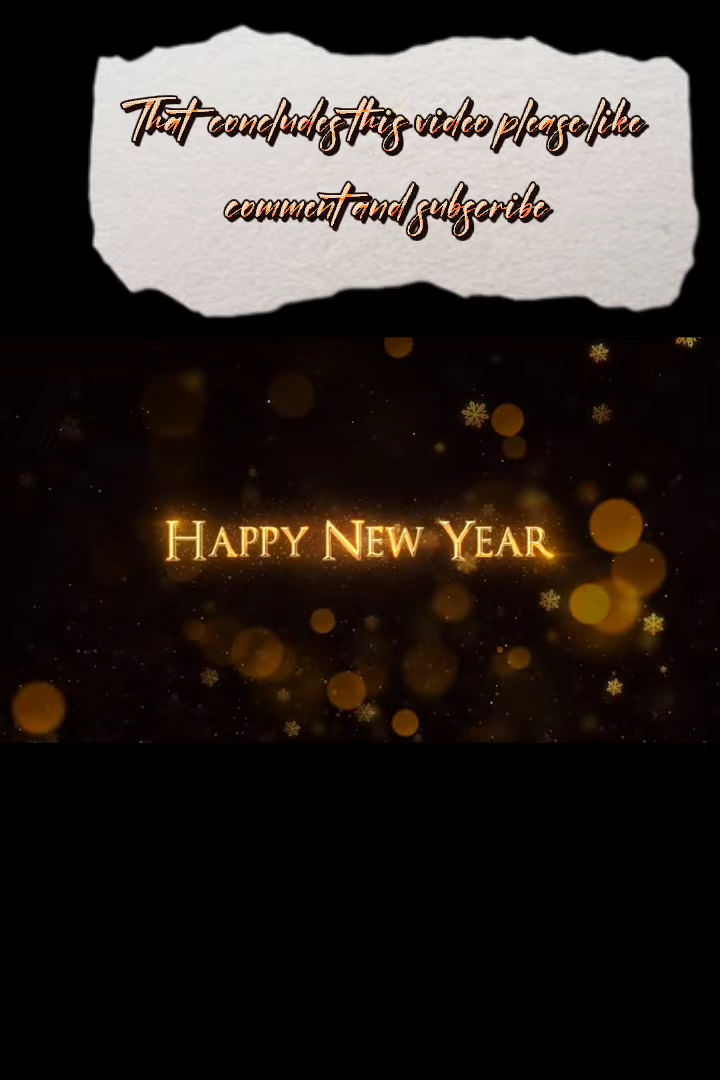 That concludes this video please like
comment and subscribe
Happy New Year